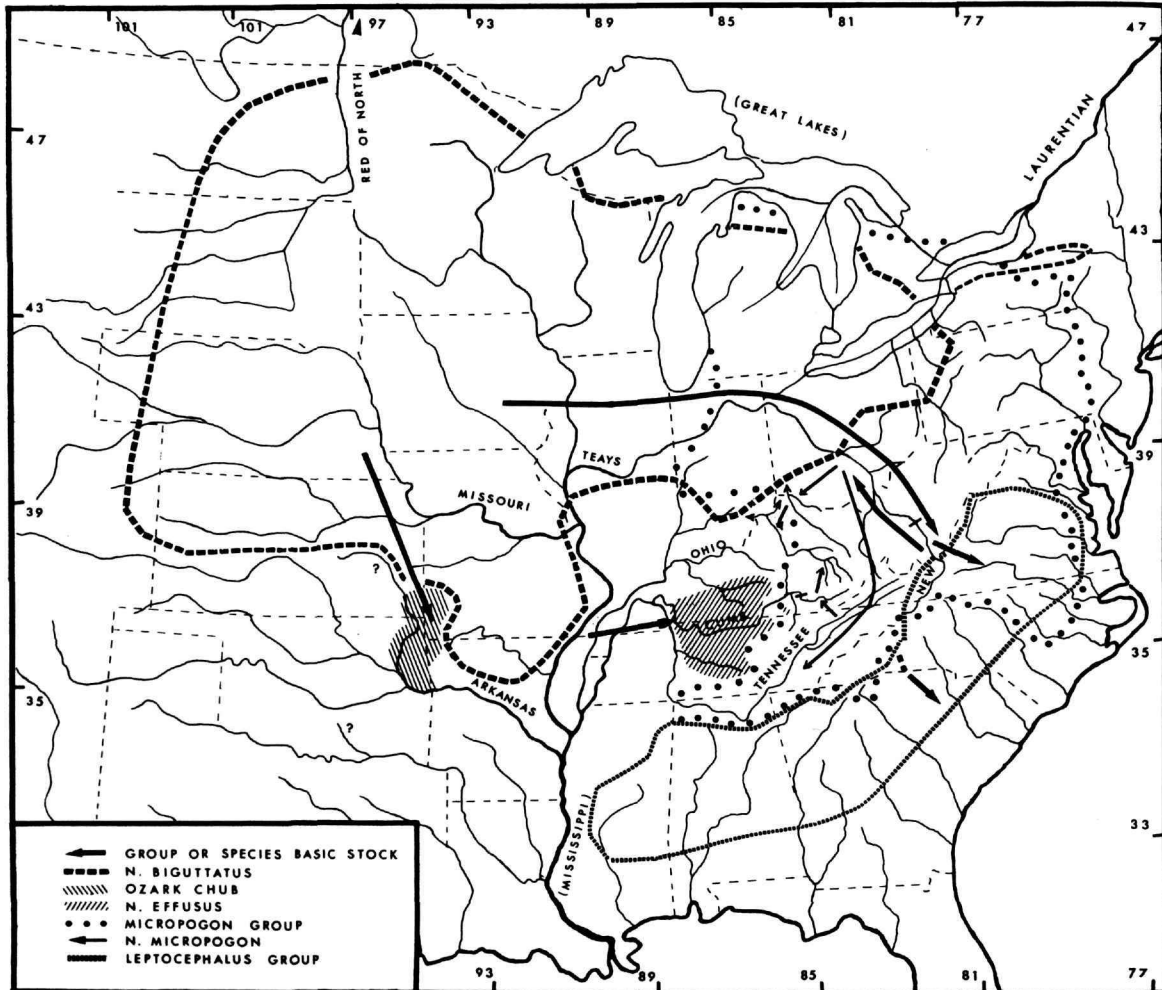 101 101 97 93 89 85 81 77
47
47
RED OF NORTH
(GREAT LAKES)
LAURENTIAN
43
43
TEAYS
39
39
MISSOURI
OHIO
NEW
?
TENNESSEE
35
35
ARKANSAS
?
33
(MISSISSIPPI)
GROUP OR SPECIES BASIC STOCK
N. BIGUTTATUS
OZARK CHUB
N. EFFUSUS
MICROPOGON GROUP
N. MICROPOGON
LEPTOCEPHALUS GROUP
93 89 85 81 77